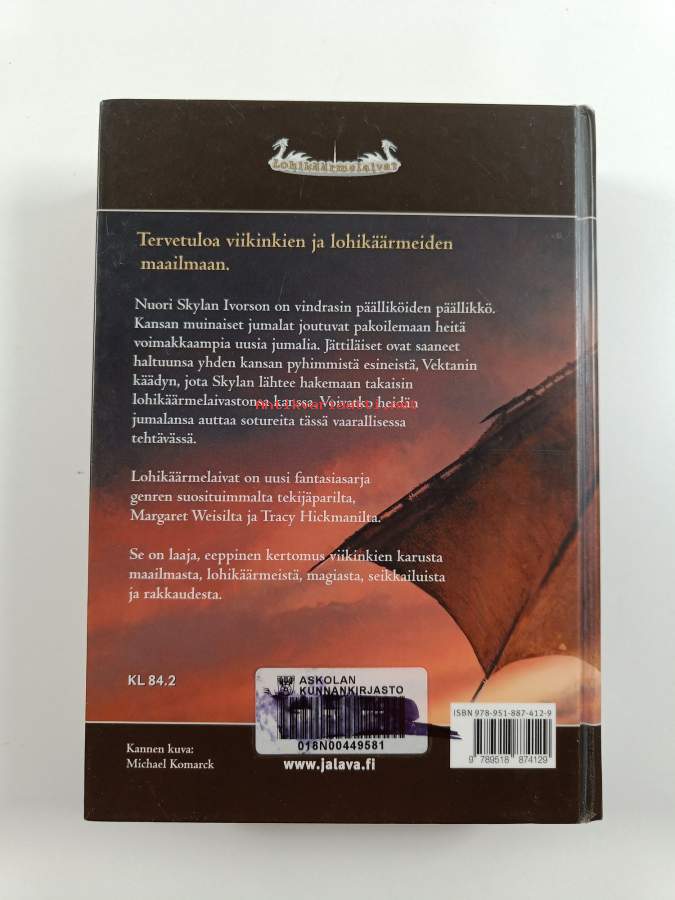 Lohikäärmelaivat
Tervetuloa viikinkien ja lohikäärmeiden
maailmaan.
Nuori Skylan Ivorson on vindrasin päälliköiden päällikkö.
Kansan muinaiset jumalat joutuvat pakoilemaan heitä
voimakkaampia uusia jumalia. Jättiläiset ovat saaneet
haltuunsa yhden kansan pyhimmistä esineistä, Vektanin
käädyn, jota Skylan lähtee hakemaan takaisin
lohikäärmelaivastonsa kanssa. Voivatko heidän
jumalansa auttaa sotureita tässä vaarallisessa
tehtävässä.
Lohikäärmelaivat on uusi fantasiasarja
genren suosituimmalta tekijäparilta,
Margaret Weisilta ja Tracy Hickmanilta.
Se on laaja, eeppinen kertomus viikinkien karusta
maailmasta, lohikäärmeistä, magiasta, seikkailuista
ja rakkaudesta.
KL 84.2
ASKOLAN
KUNNANKIRJASTO
018N00449581
www.jalava.fi
Kannen kuva:
Michael Komarck
ISBN 978-951-887-412-9
9 789518 874129